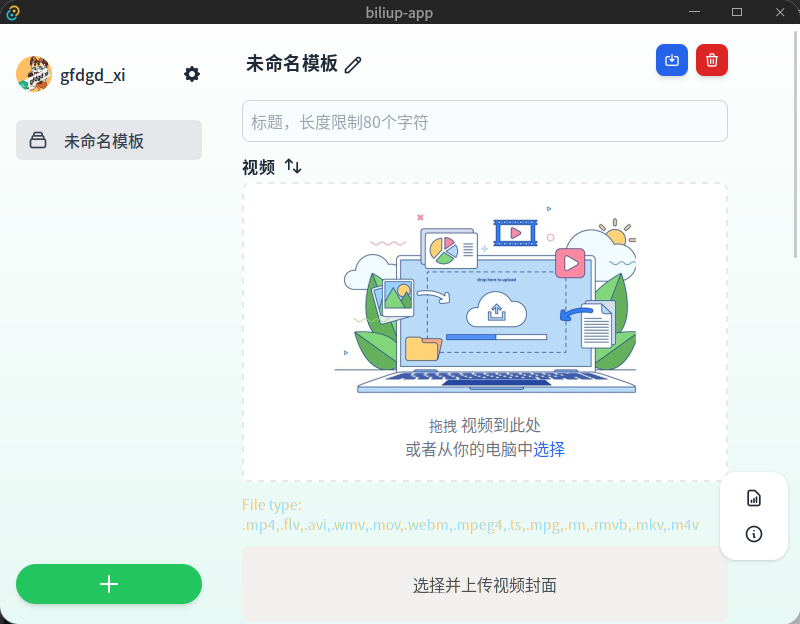 biliup-app
gfdgd_xi
未命名模板
未命名模板
标题，长度限制80个字符
视频
drop here to upload
拖拽 视频到此处
或者从你的电脑中选择
File type:
.mp4,.flv,.avi,.wmv,.mov,.webm,.mpeg4,.ts,.mpg,.rm,.rmvb,.mkv,.m4v
选择并上传视频封面